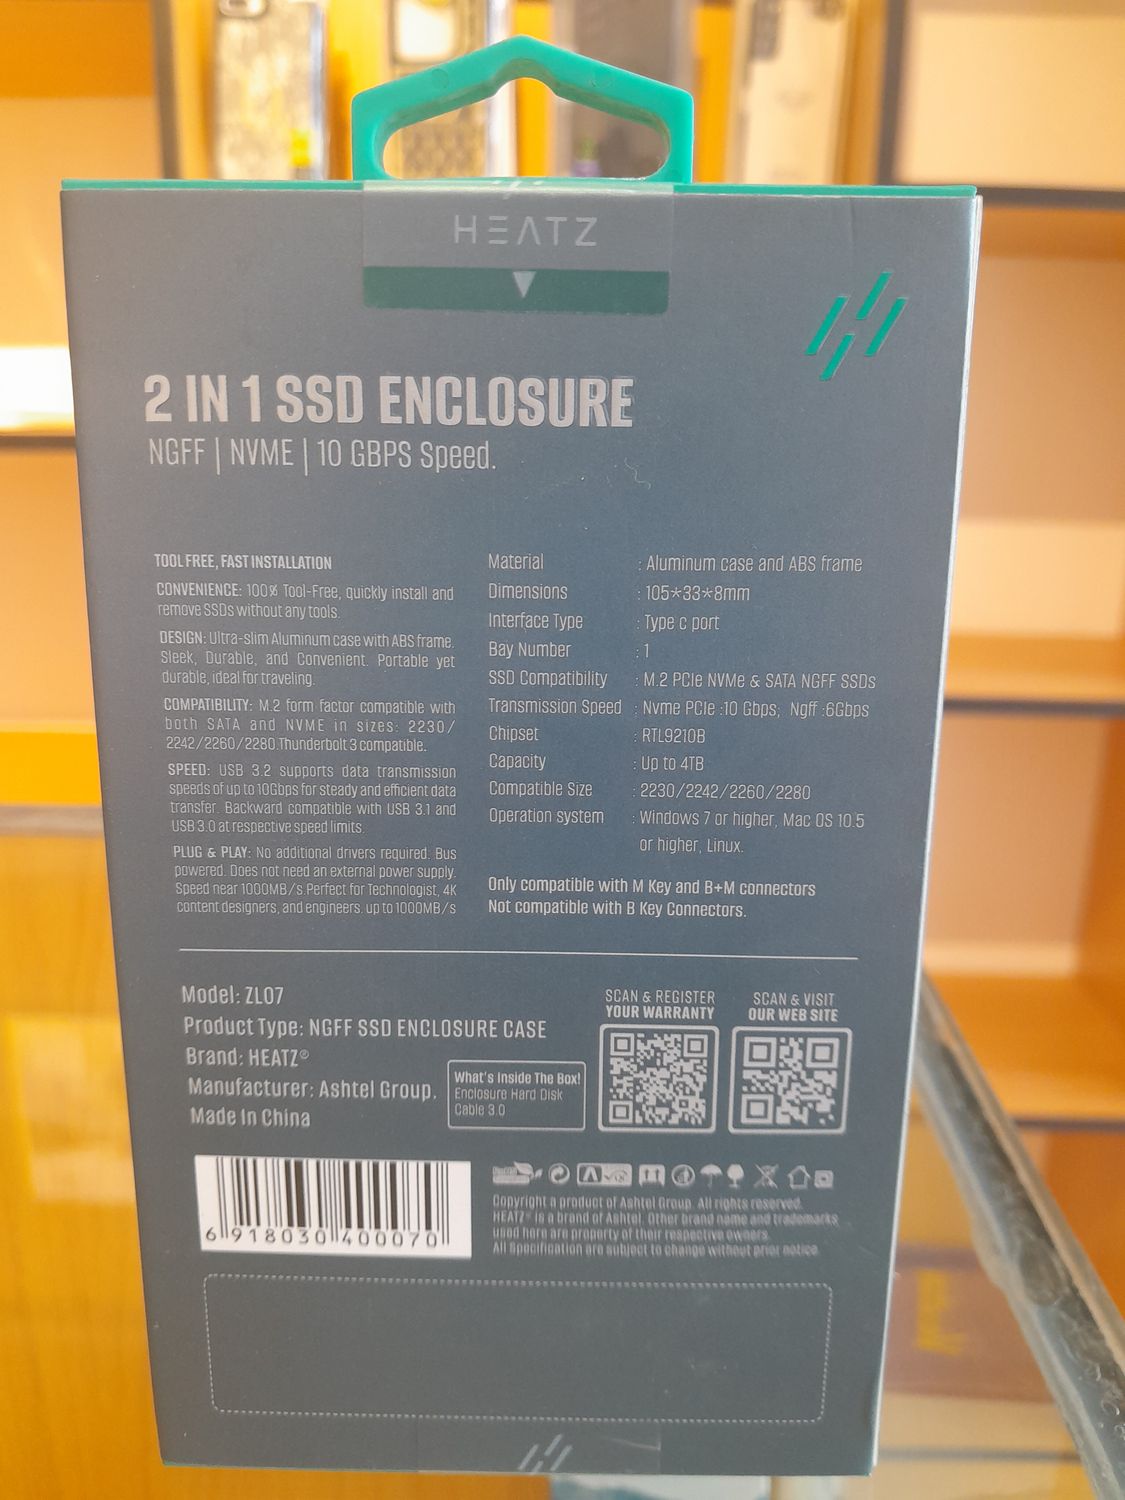 HEATZ
2 IN 1 SSD ENCLOSURE
NGFF | NVME | 10 GBPS Speed.
TOOL FREE, FAST INSTALLATION
CONVENIENCE: 100% Tool-Free, quickly install and
remove SSDs without any tools.
DESIGN: Ultra-slim Aluminum case with ABS frame.
Sleek, Durable, and Convenient. Portable yet
durable, ideal for traveling.
COMPATIBILITY: M.2 form factor compatible with
both SATA and NVME in sizes: 2230/
2242/2260/2280.Thunderbolt 3 compatible.
SPEED: USB 3.2 supports data transmission
speeds of up to 10Gbps for steady and efficient data
transfer. Backward compatible with USB 3.1 and
USB 3.0 at respective speed limits.
PLUG & PLAY: No additional drivers required. Bus
powered. Does not need an external power supply.
Speed near 1000MB/s.Perfect for Technologist, 4K
content designers, and engineers. up to 1000MB/s
Material : Aluminum case and ABS frame
Dimensions : 105*33*8mm
Interface Type : Type c port
Bay Number : 1
SSD Compatibility : M.2 PCIe NVMe & SATA NGFF SSDs
Transmission Speed : Nvme PCIe :10 Gbps; Ngff :6Gbps
Chipset : RTL9210B
Capacity : Up to 4TB
Compatible Size : 2230/2242/2260/2280
Operation system : Windows 7 or higher, Mac OS 10.5
or higher, Linux.
Only compatible with M Key and B+M connectors
Not compatible with B Key Connectors.
Model: ZL07
Product Type: NGFF SSD ENCLOSURE CASE
Brand: HEATZ®
Manufacturer: Ashtel Group.
Made In China
What's Inside The Box!
Enclosure Hard Disk
Cable 3.0
SCAN & REGISTER
YOUR WARRANTY
SCAN & VISIT
OUR WEB SITE
6 918030 400070
Copyright a product of Ashtel Group. All rights reserved.
HEATZ® is a brand of Ashtel. Other brand name and trademarks
used here are property of their respective owners.
All Specification are subject to change without prior notice.